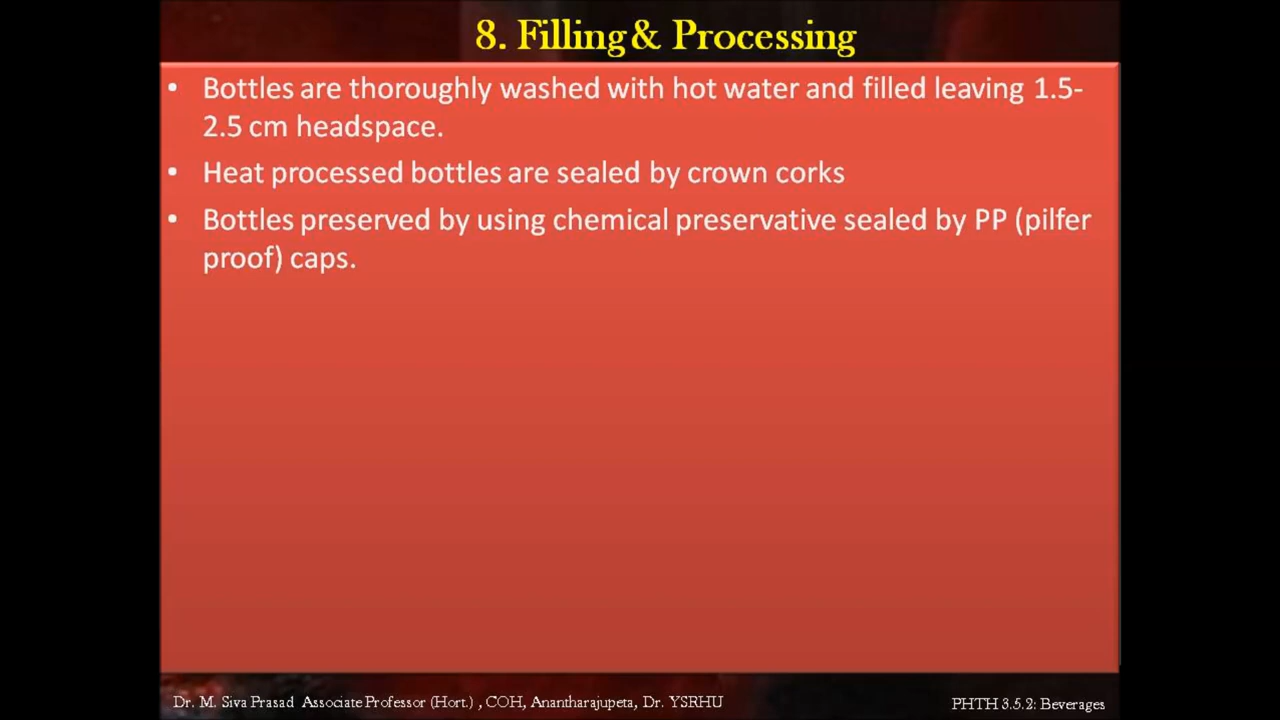 8. Filling & Processing
• Bottles are thoroughly washed with hot water and filled leaving 1.5-
2.5 cm headspace.
• Heat processed bottles are sealed by crown corks
• Bottles preserved by using chemical preservative sealed by PP (pilfer
proof) caps.
Dr. M. Siva Prasad Associate Professor (Hort.) , COH, Anantharajupeta, Dr. YSRHU
PHTH 3.5.2: Beverages